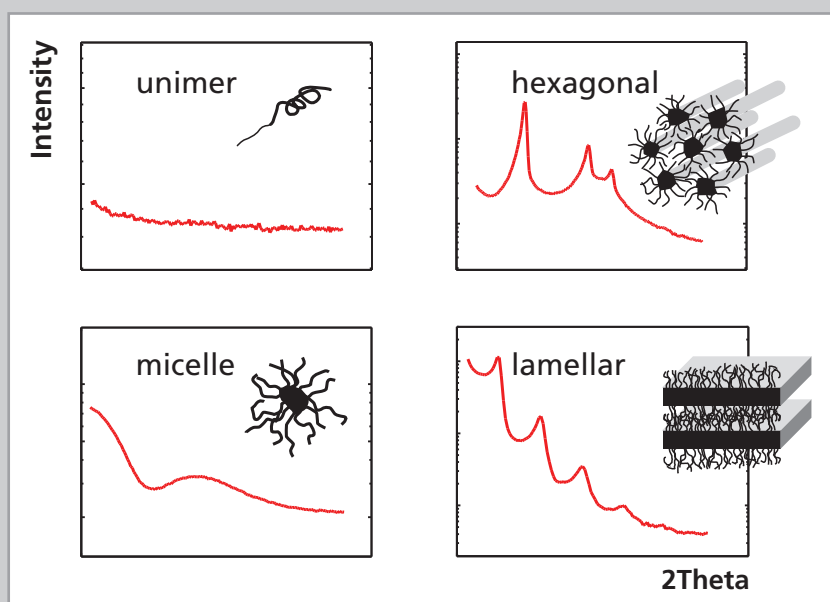 Intensity
unimer
hexagonal
micelle
lamellar
2Theta